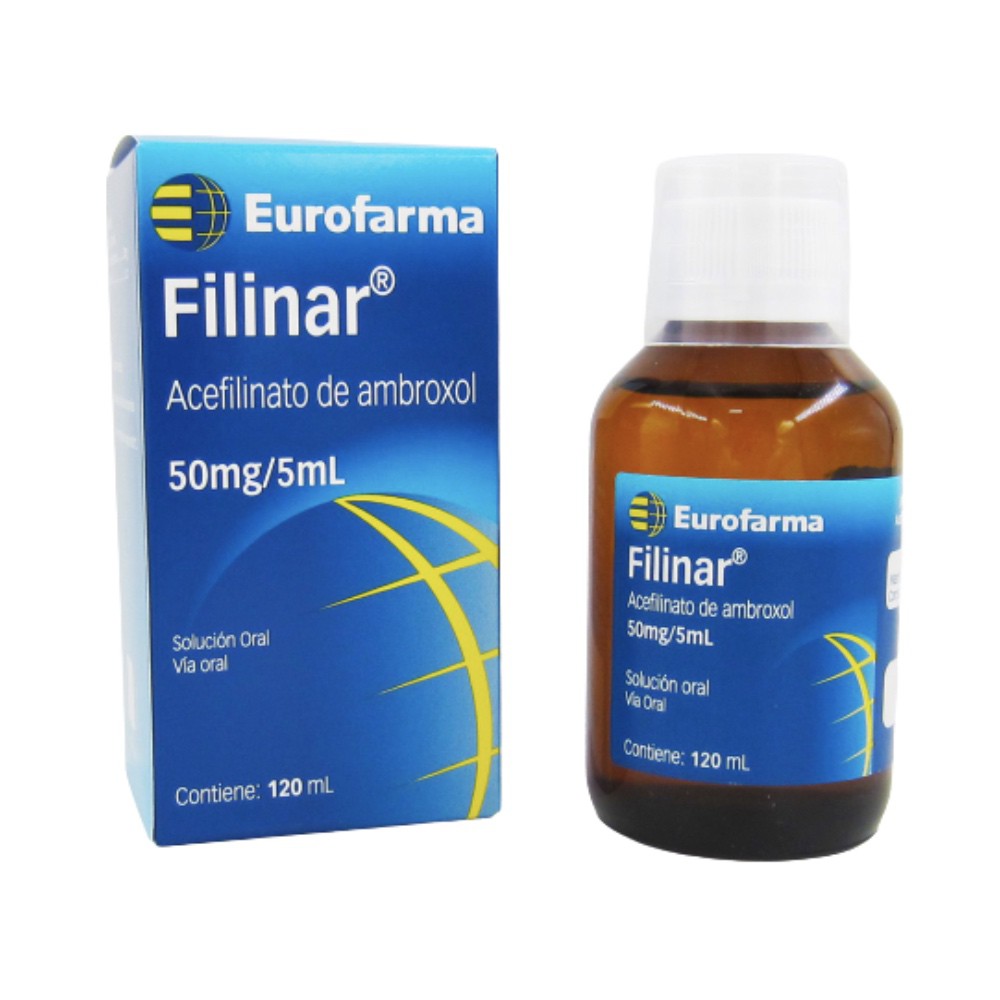 Eurofarma
Filinar®
Acefilinato de ambroxol
50mg/5mL
Solución Oral
Vía oral
Contiene: 120 mL
Eurofarma
Filinar®
Acefilinato de ambroxol
50mg/5mL
Solución oral
Vía Oral
Contiene: 120 mL